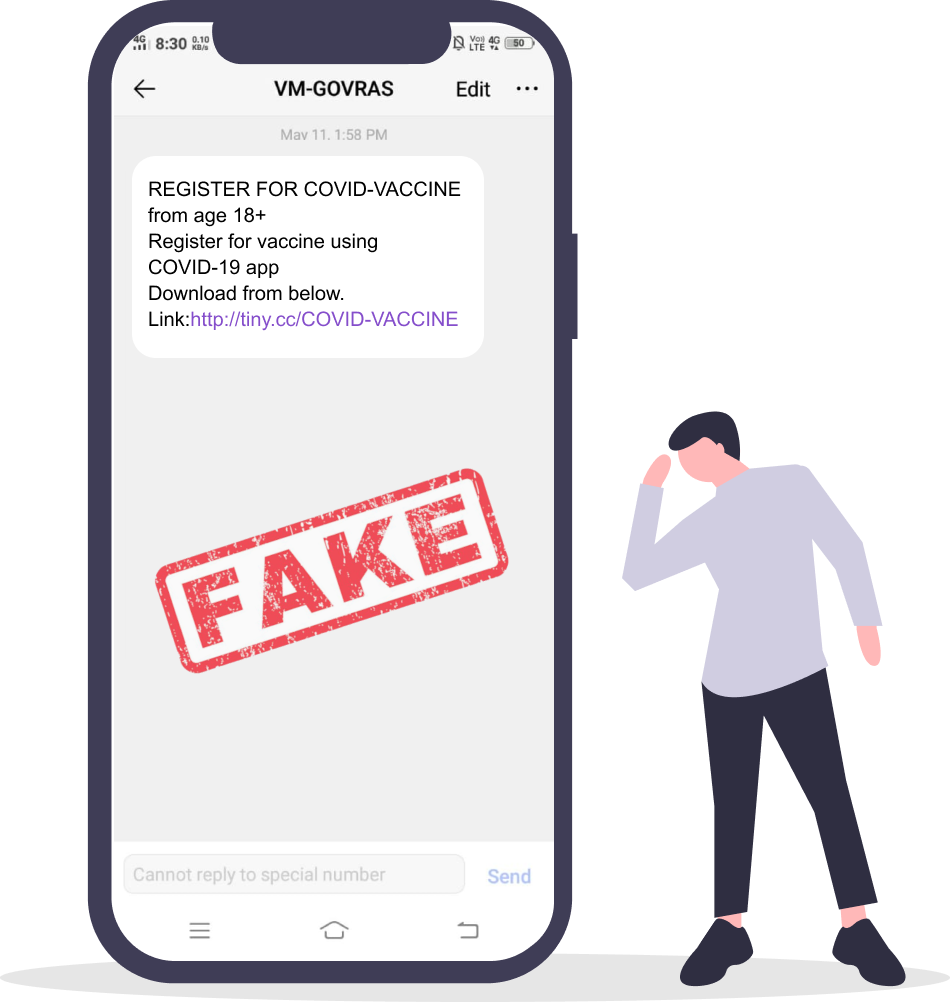 4G 8:30 0.10 KB/s Vo)) LTE 4G 50
VM-GOVRAS Edit
May 11, 1:58 PM
REGISTER FOR COVID-VACCINE
from age 18+
Register for vaccine using
COVID-19 app
Download from below.
Link:http://tiny.cc/COVID-VACCINE
FAKE
Cannot reply to special number Send